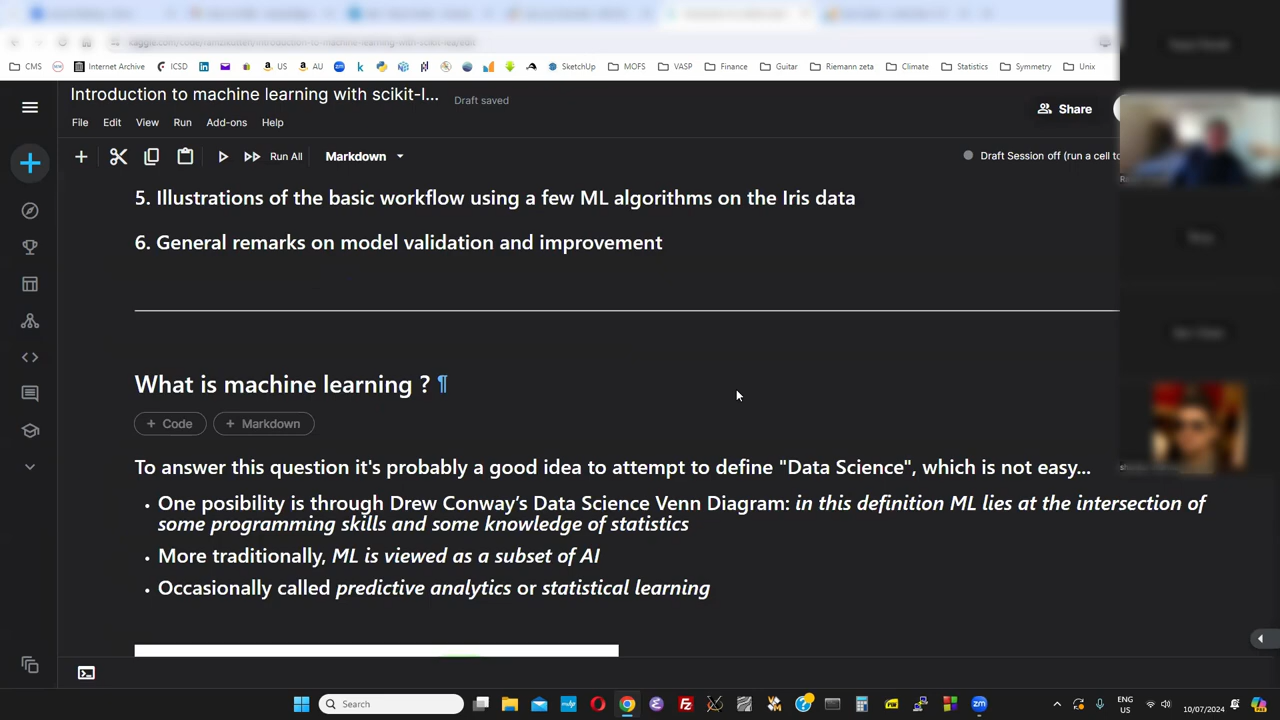 CMS
Internet Archive
ICSD
US
AU
SketchUp
MOFS
VASP
Finance
Guitar
Riemann zeta
Climate
Statistics
Symmetry
Unix
Introduction to machine learning with scikit-l...
Draft saved
Share
File Edit View Run Add-ons Help
Run All
Markdown
Draft Session off (run a cell to
5. Illustrations of the basic workflow using a few ML algorithms on the Iris data
6. General remarks on model validation and improvement
What is machine learning ? ¶
+ Code
+ Markdown
To answer this question it's probably a good idea to attempt to define "Data Science", which is not easy...
• One posibility is through Drew Conway's Data Science Venn Diagram: in this definition ML lies at the intersection of
some programming skills and some knowledge of statistics
• More traditionally, ML is viewed as a subset of AI
• Occasionally called predictive analytics or statistical learning
Search
ENG
US
10/07/2024